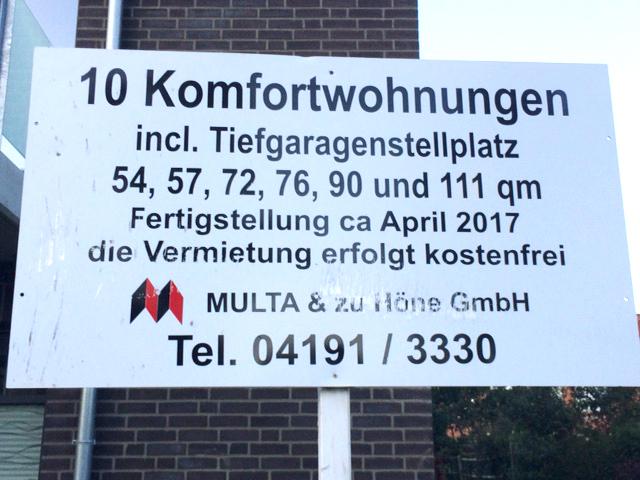 10 Komfortwohnungen
incl. Tiefgaragenstellplatz
54, 57, 72, 76, 90 und 111 qm
Fertigstellung ca April 2017
die Vermietung erfolgt kostenfrei
MULTA & zu Höne GmbH
Tel. 04191 / 3330